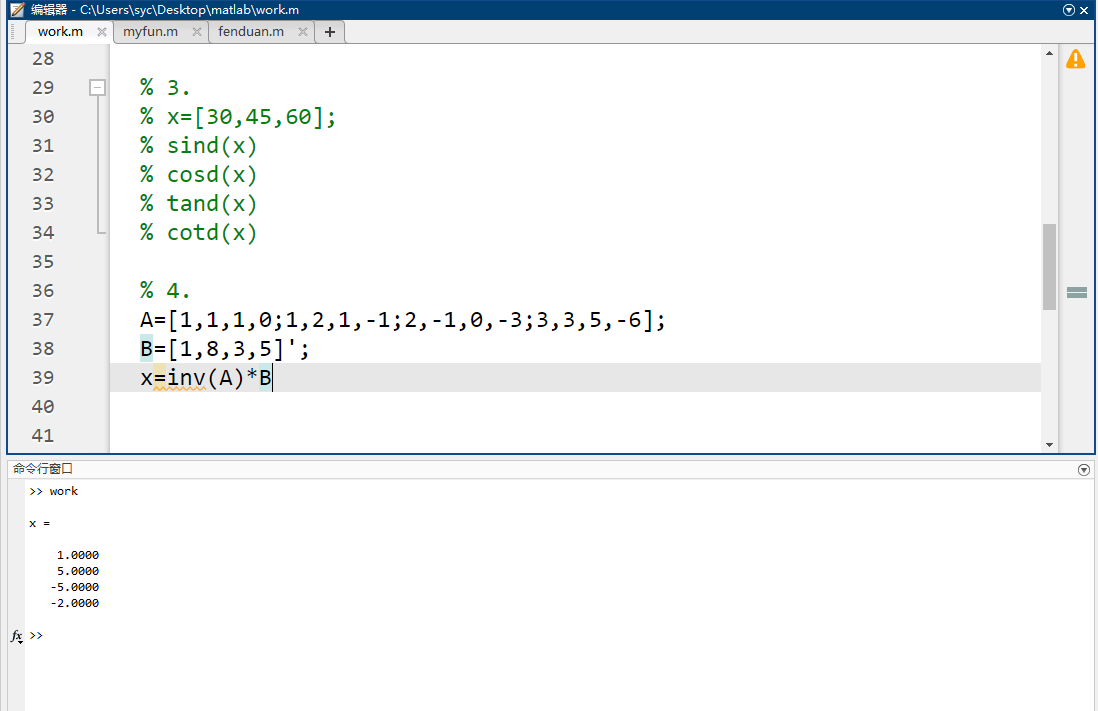 编辑器 - C:\Users\syc\Desktop\matlab\work.m
work.m myfun.m fenduan.m +
28
29 % 3.
30 % x=[30,45,60];
31 % sind(x)
32 % cosd(x)
33 % tand(x)
34 % cotd(x)
35
36 % 4.
37 A=[1,1,1,0;1,2,1,-1;2,-1,0,-3;3,3,5,-6];
38 B=[1,8,3,5]';
39 x=inv(A)*B
40
41
命令行窗口
>> work
x =
1.0000
5.0000
-5.0000
-2.0000
fx >>